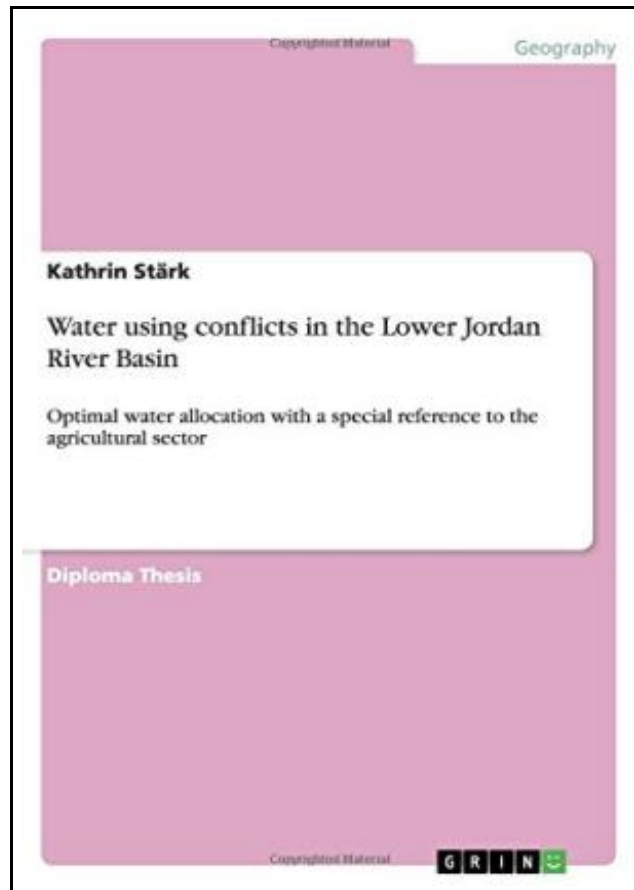 Copyrighted Material
Geography
Kathrin Stärk
Water using conflicts in the Lower Jordan
River Basin
Optimal water allocation with a special reference to the
agricultural sector
Diploma Thesis
Copyrighted Material
GRIN